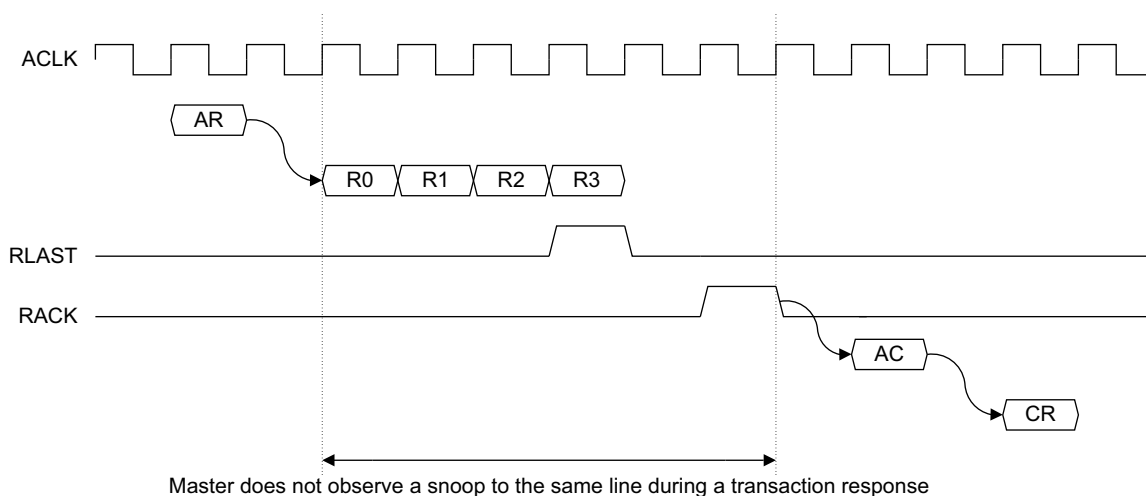 ACLK
AR
R0 R1 R2 R3
RLAST
RACK
AC
CR
Master does not observe a snoop to the same line during a transaction response